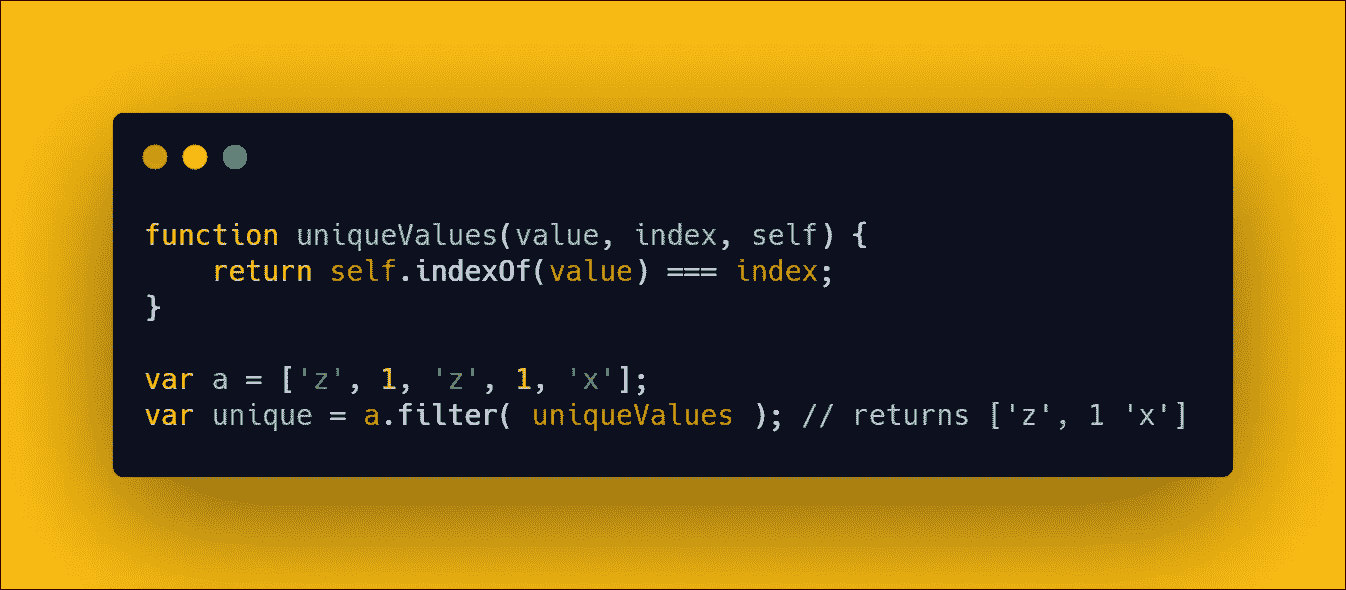 function uniqueValues(value, index, self) {
    return self.indexOf(value) === index;
}
var a = ['z', 1, 'z', 1, 'x'];
var unique = a.filter( uniqueValues ); // returns ['z', 1 'x']